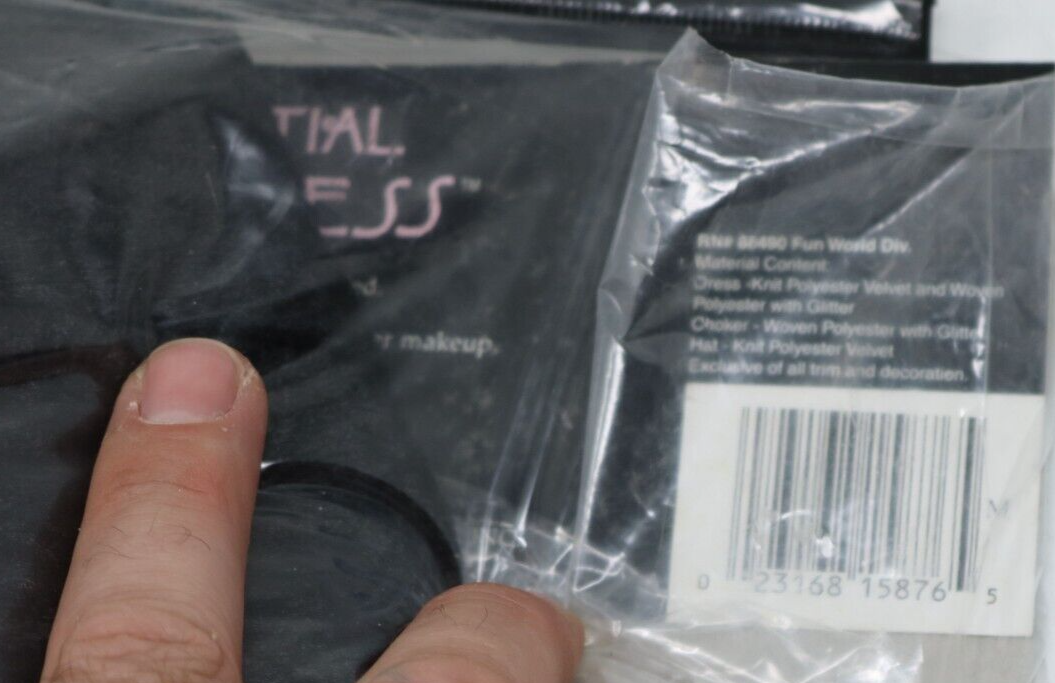 TIAL
ESS™
d.
r makeup.
RN# 88490 Fun World Div.
Material Content
Dress -Knit Polyester Velvet and Woven
Polyester with Glitter
Choker - Woven Polyester with Glitter
Hat - Knit Polyester Velvet
Exclusive of all trim and decoration.
0 23168 15876 5